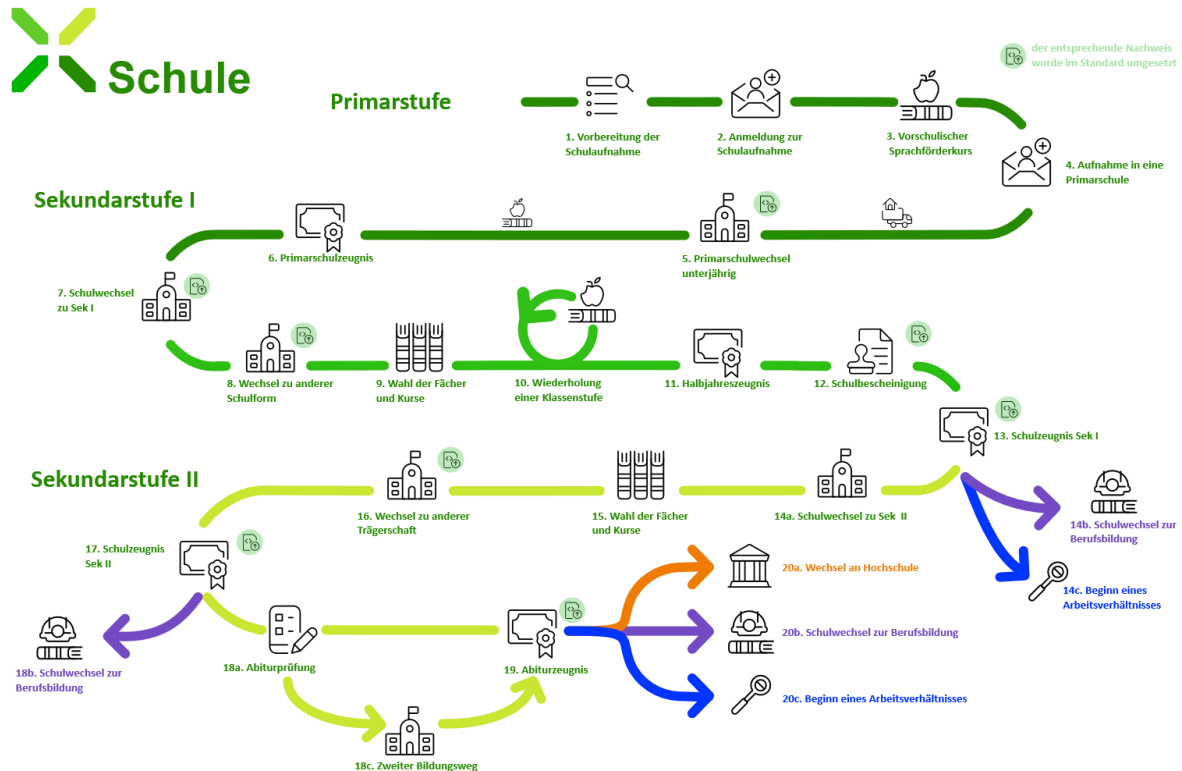 Schule
der entsprechende Nachweis
wurde im Standard umgesetzt
Primarstufe
1. Vorbereitung der
Schulaufnahme
2. Anmeldung zur
Schulaufnahme
3. Vorschulischer
Sprachförderkurs
4. Aufnahme in eine
Primarschule
Sekundarstufe I
5. Primarschulwechsel
unterjährig
6. Primarschulzeugnis
7. Schulwechsel
zu Sek I
8. Wechsel zu anderer
Schulform
9. Wahl der Fächer
und Kurse
10. Wiederholung
einer Klassenstufe
11. Halbjahreszeugnis
12. Schulbescheinigung
13. Schulzeugnis Sek I
Sekundarstufe II
14a. Schulwechsel zu Sek II
14b. Schulwechsel zur
Berufsbildung
14c. Beginn eines
Arbeitsverhältnisses
15. Wahl der Fächer
und Kurse
16. Wechsel zu anderer
Trägerschaft
17. Schulzeugnis
Sek II
18a. Abiturprüfung
18b. Schulwechsel zur
Berufsbildung
18c. Zweiter Bildungsweg
19. Abiturzeugnis
20a. Wechsel an Hochschule
20b. Schulwechsel zur Berufsbildung
20c. Beginn eines Arbeitsverhältnisses